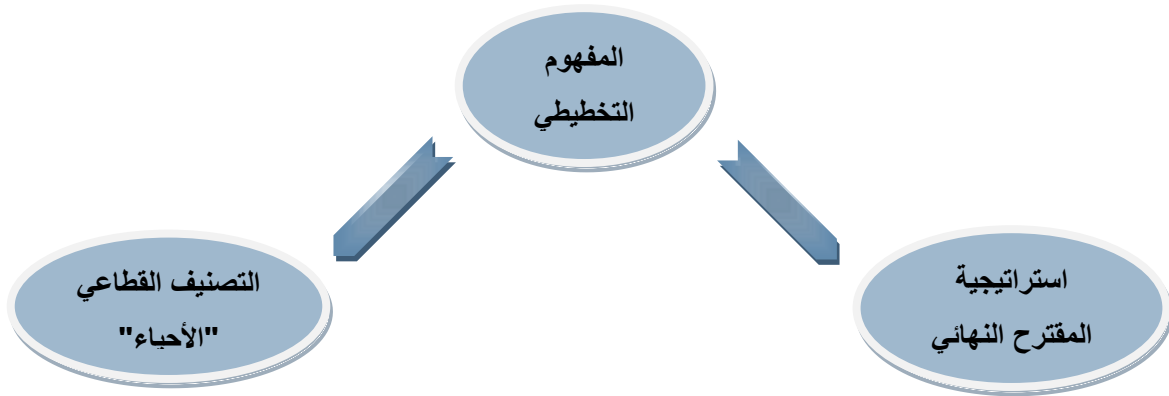 المفهوم
التخطيطي
استراتيجية
المقترح النهائي
التصنيف القطاعي
"الأحياء"